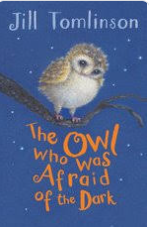 Jill Tomlinson
The Owl
Who Was
Afraid
of the Dark